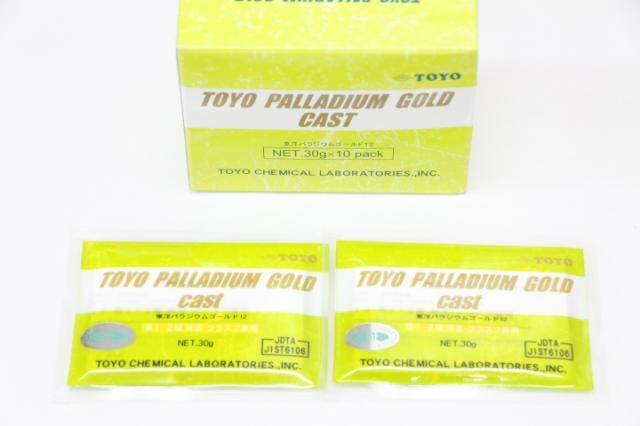 TOYO
TOYO PALLADIUM GOLD
CAST
東洋パラジウムゴールド12
NET.30g×10 pack
TOYO CHEMICAL LABORATORIES.,INC.
TOYO
TOYO PALLADIUM GOLD
cast
東洋パラジウムゴールド12
NET.30g
JDTA
JIST6106
TOYO CHEMICAL LABORATORIES.,INC.
TOYO
TOYO PALLADIUM GOLD
cast
東洋パラジウムゴールド12
NET.30g
JDTA
JIST6106
TOYO CHEMICAL LABORATORIES.,INC.